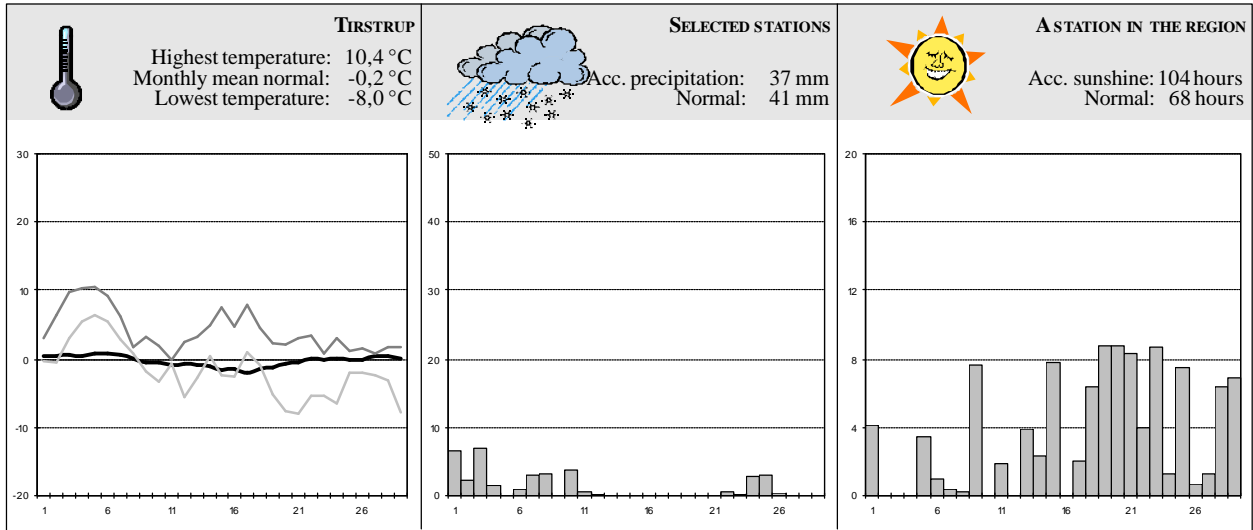 TIRSTRUP
Highest temperature: 10,4 °C
Monthly mean normal: -0,2 °C
Lowest temperature: -8,0 °C
30
20
10
0
-10
-20
1 6 11 16 21 26
SELECTED STATIONS
Acc. precipitation: 37 mm
Normal: 41 mm
50
40
30
20
10
0
1 6 11 16 21 26
A STATION IN THE REGION
Acc. sunshine: 104 hours
Normal: 68 hours
20
16
12
8
4
0
1 6 11 16 21 26